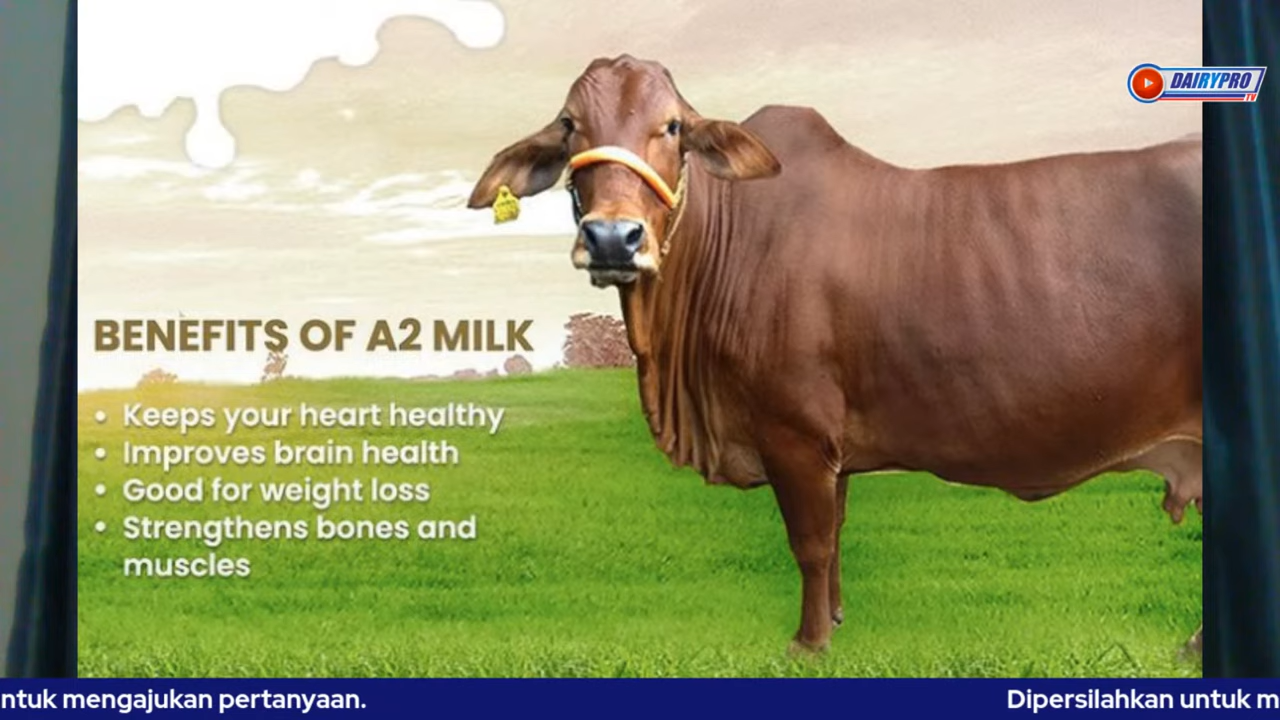 DAIRYPRO
TV
BENEFITS OF A2 MILK
• Keeps your heart healthy
• Improves brain health
• Good for weight loss
• Strengthens bones and
muscles
ntuk mengajukan pertanyaan.
Dipersilahkan untuk m